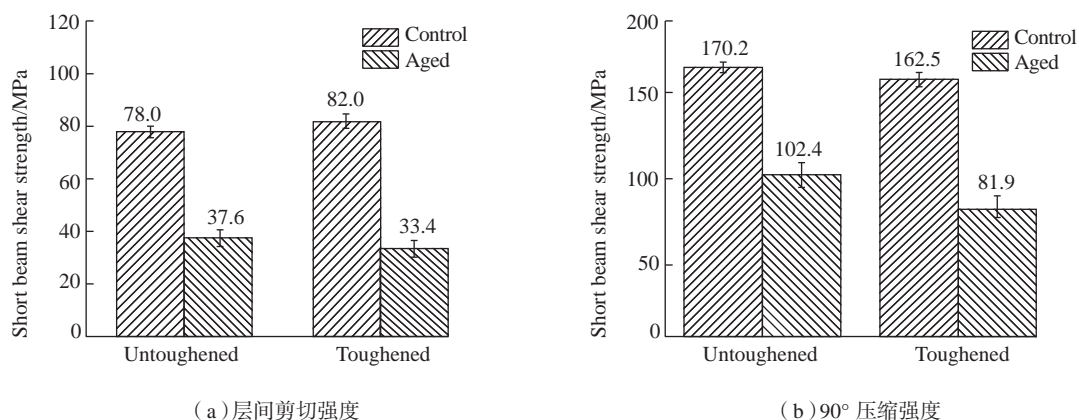 120
100
80
60
40
20
0
Short beam shear strength/MPa
Control
Aged
78.0
37.6
82.0
33.4
Untoughened
Toughened
(a)层间剪切强度
200
150
100
50
0
Short beam shear strength/MPa
Control
Aged
170.2
102.4
162.5
81.9
Untoughened
Toughened
(b)90° 压缩强度